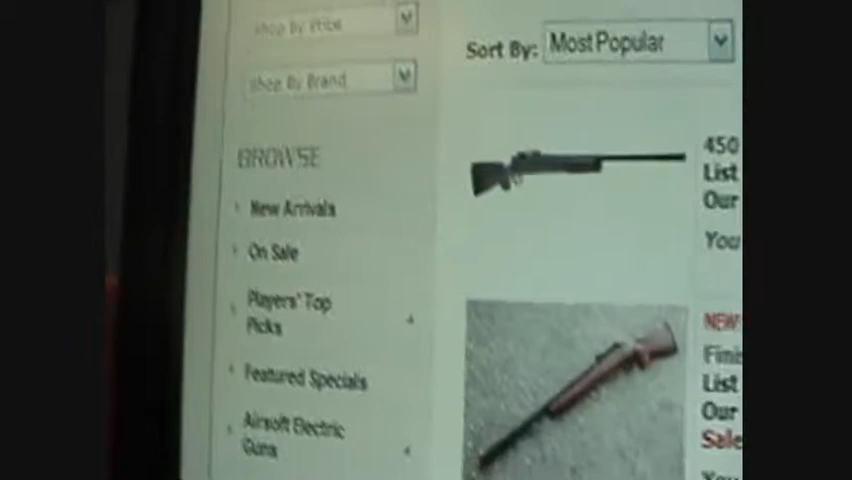 Shop By Price
Sort By: Most Popular
Shop By Brand
BROWSE
New Arrivals
On Sale
Players' Top
Picks
Featured Specials
Airsoft Electric
Guns
450
List
Our
You
NEW
Fini
List
Our
Sale
You